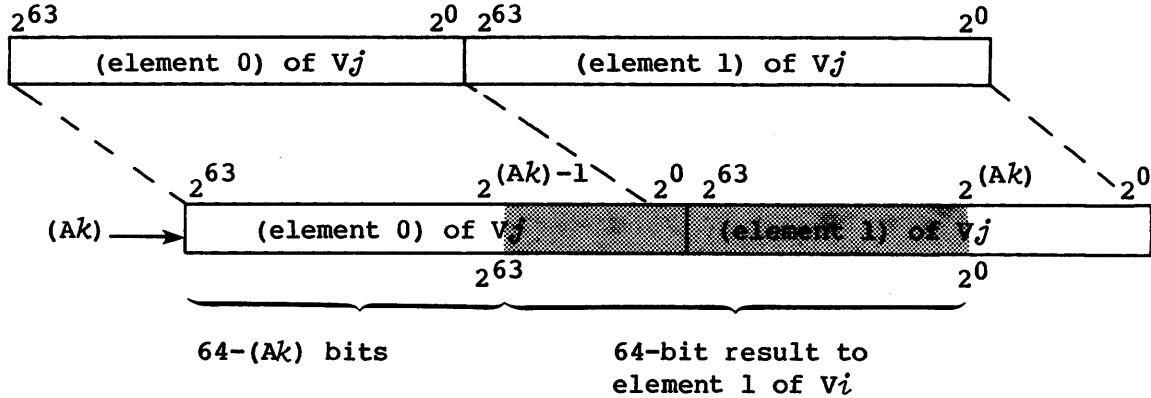 2^63 2^0 2^63 2^0
(element 0) of Vj (element 1) of Vj
2^63 2^(Ak)-1 2^0 2^63 2^(Ak) 2^0
(Ak) (element 0) of Vj (element 1) of Vj
2^63 2^0
64-(Ak) bits 64-bit result to
element 1 of Vi